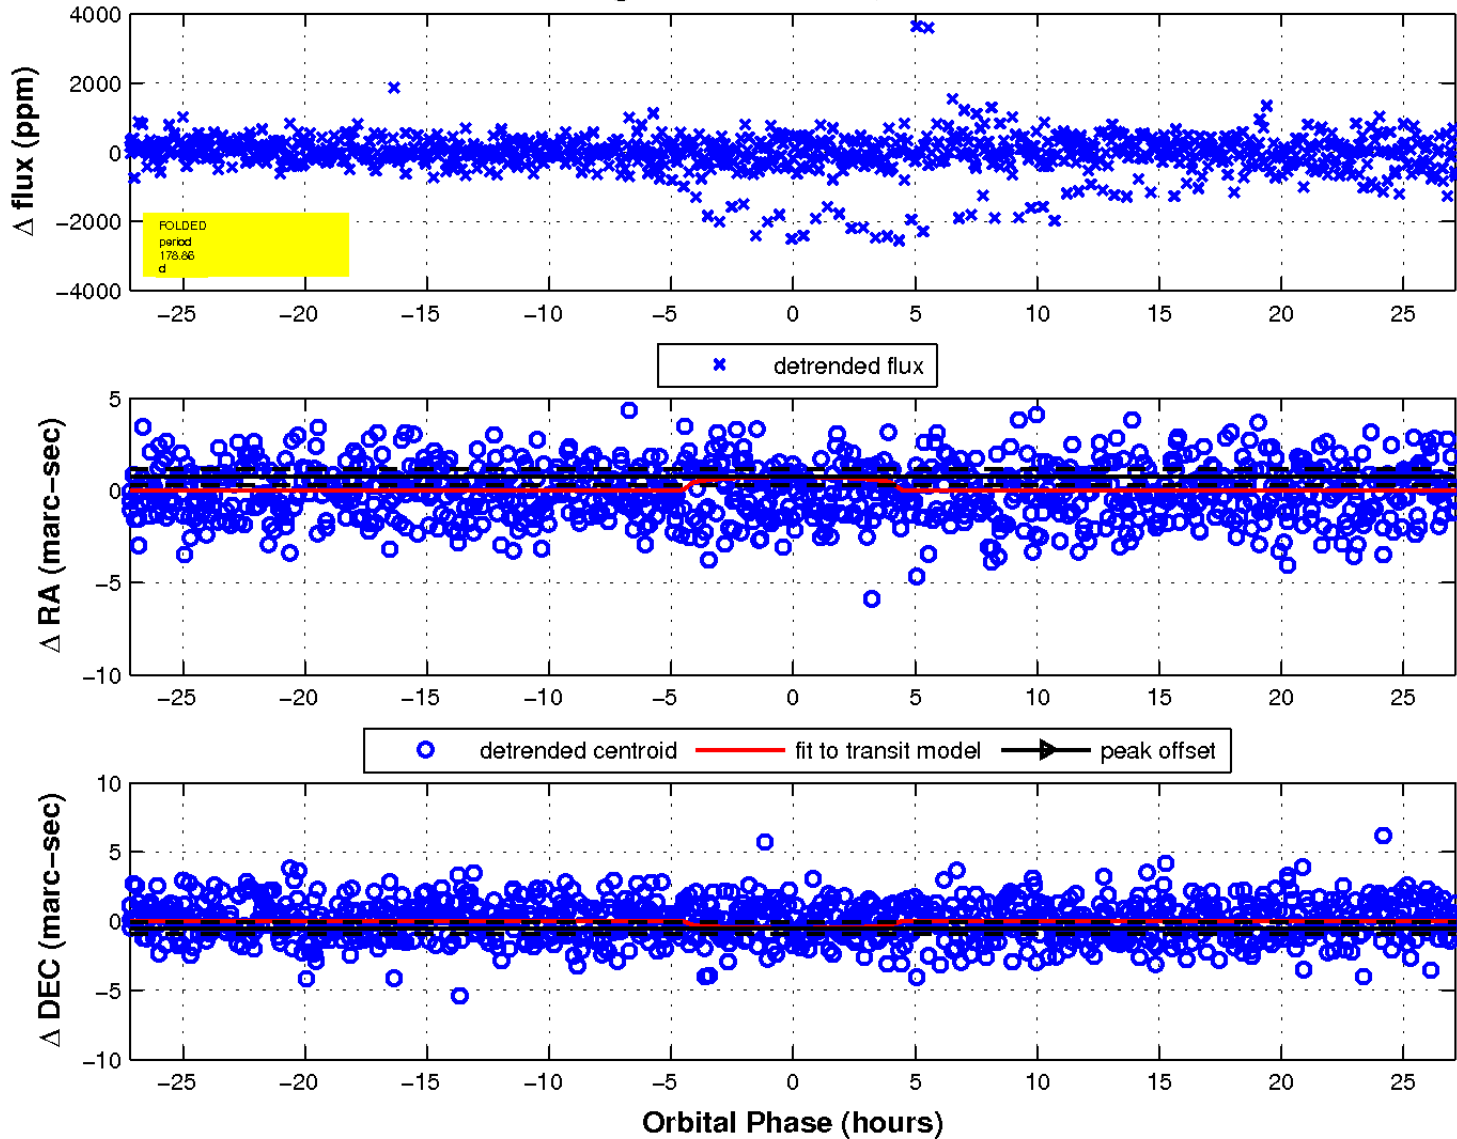 4000
2000
0
−2000
−4000
Δ flux (ppm)
FOLDED
period
178.86
d
−25 −20 −15 −10 −5 0 5 10 15 20 25
detrended flux
5
0
−5
−10
Δ RA (marc−sec)
−25 −20 −15 −10 −5 0 5 10 15 20 25
detrended centroid fit to transit model peak offset
10
5
0
−5
−10
Δ DEC (marc−sec)
−25 −20 −15 −10 −5 0 5 10 15 20 25
Orbital Phase (hours)